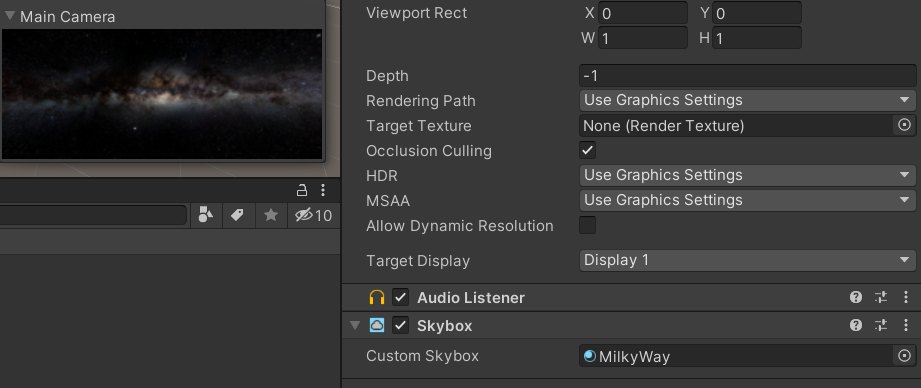 Main Camera
Viewport Rect
X 0 Y 0
W 1 H 1
Depth -1
Rendering Path Use Graphics Settings
Target Texture None (Render Texture)
Occlusion Culling
HDR Use Graphics Settings
MSAA Use Graphics Settings
Allow Dynamic Resolution
Target Display Display 1
10
Audio Listener
Skybox
Custom Skybox MilkyWay